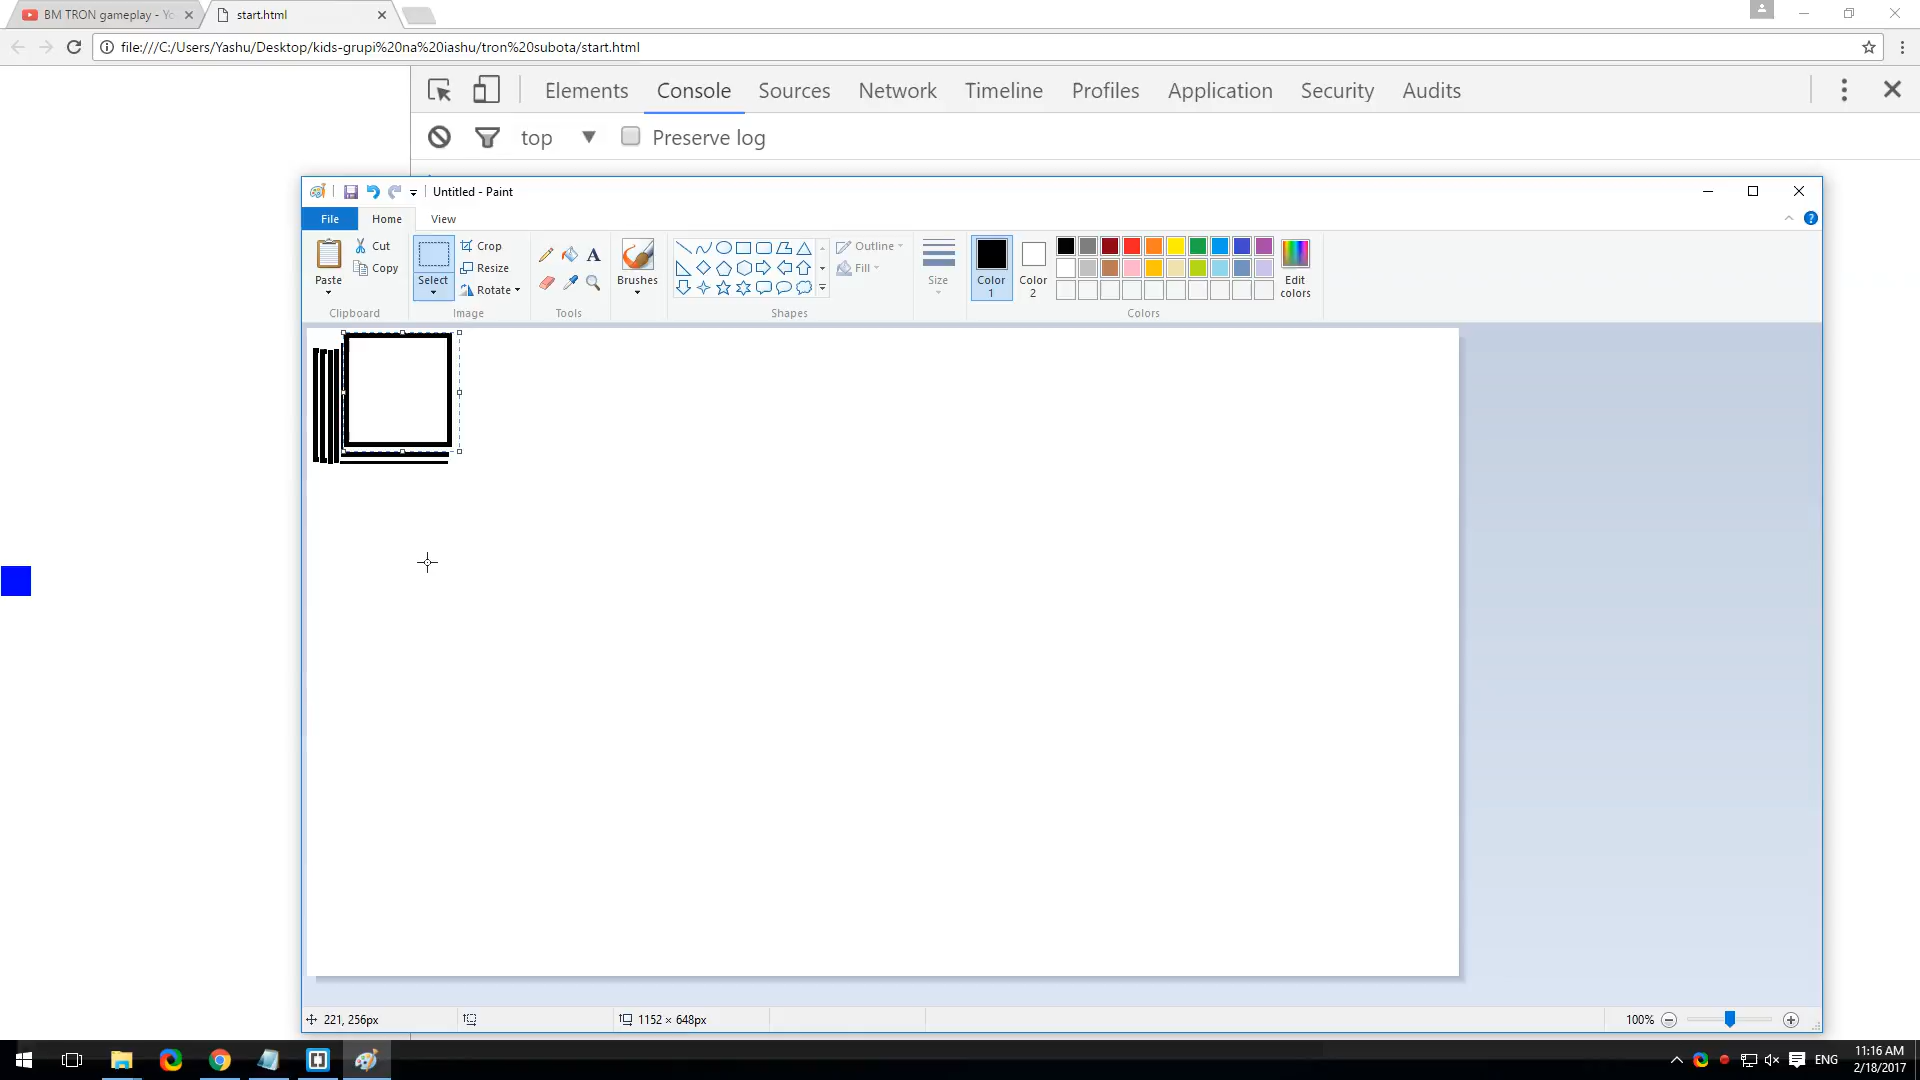 BM TRON gameplay - Yo
start.html
file:///C:/Users/Yashu/Desktop/kids-grupi%20na%20iashu/tron%20subota/start.html
Elements Console Sources Network Timeline Profiles Application Security Audits
top Preserve log
Untitled - Paint
File Home View
Paste Cut Copy
Select Crop Resize Rotate
A
Brushes
Outline Fill
Size
Color 1
Color 2
Edit colors
Clipboard Image Tools Shapes Colors
221, 256px
1152 × 648px
100%
ENG
11:16 AM
2/18/2017